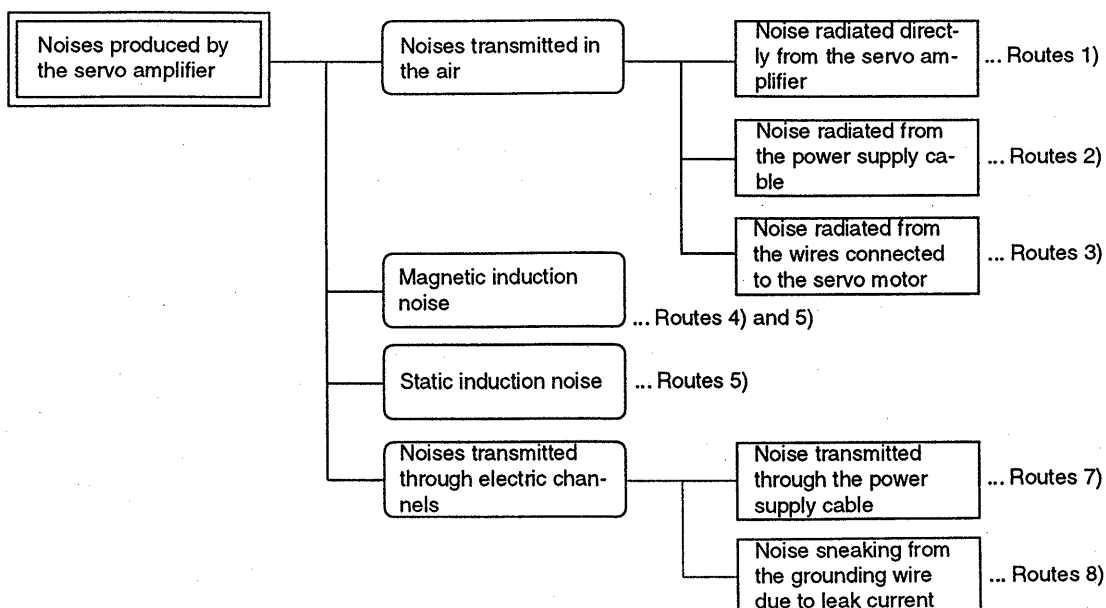 Noises produced by
the servo amplifier
Noises transmitted in
the air
Noise radiated direct-
ly from the servo am-
plifier
... Routes 1)
Noise radiated from
the power supply ca-
ble
... Routes 2)
Noise radiated from
the wires connected
to the servo motor
... Routes 3)
Magnetic induction
noise
... Routes 4) and 5)
Static induction noise
... Routes 5)
Noises transmitted
through electric chan-
nels
Noise transmitted
through the power
supply cable
... Routes 7)
Noise sneaking from
the grounding wire
due to leak current
... Routes 8)